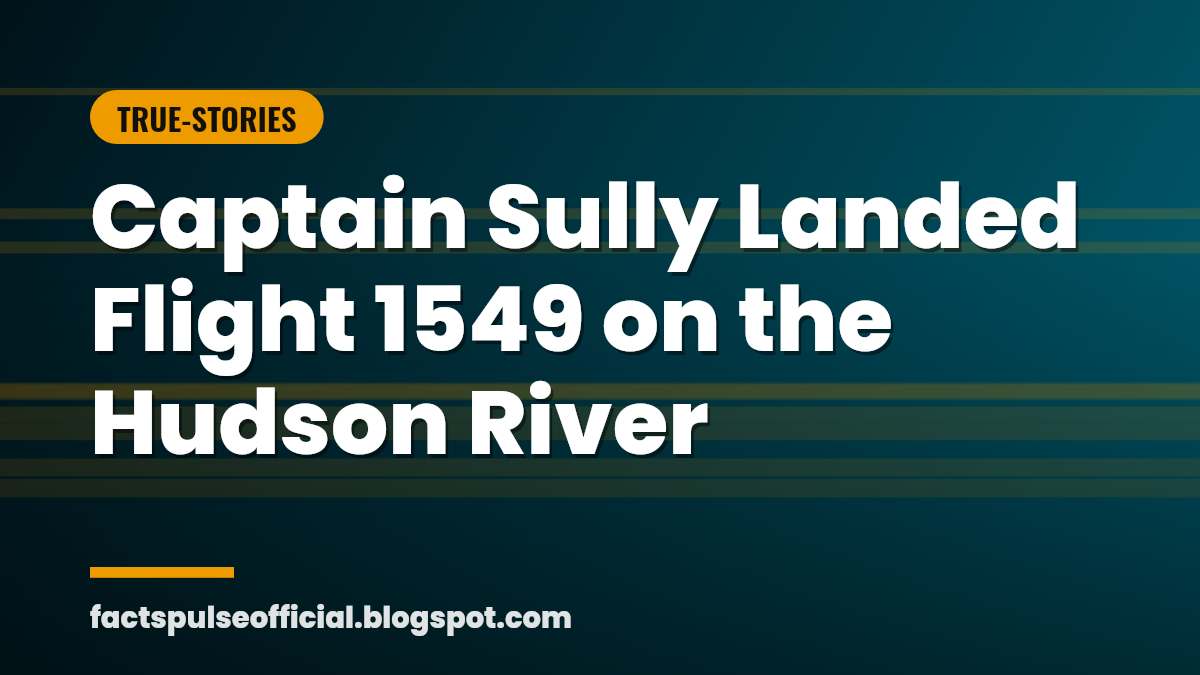 TRUE-STORIES
Captain Sully Landed
Flight 1549 on the
Hudson River
factspulseofficial.blogspot.com